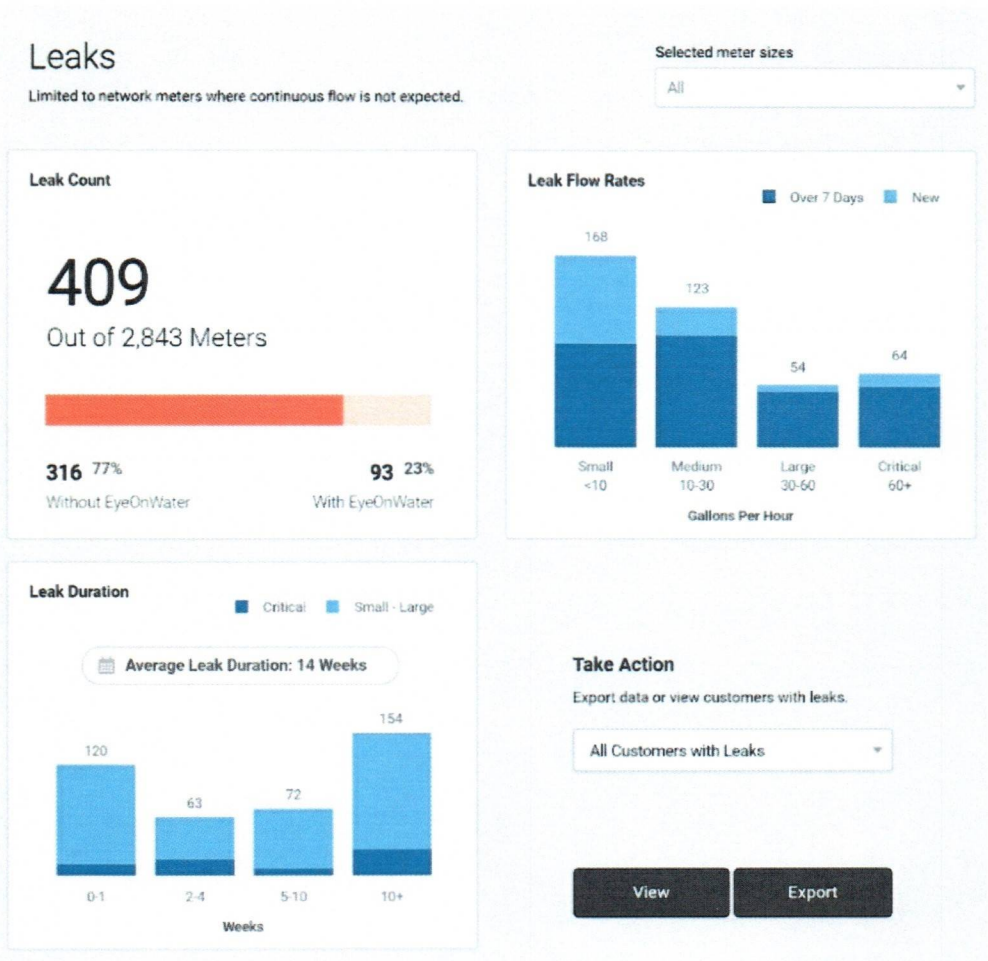 Leaks
Limited to network meters where continuous flow is not expected.
Selected meter sizes
All
Leak Count
409
Out of 2,843 Meters
316 77%
93 23%
Without EyeOnWater
With EyeOnWater
Leak Flow Rates
Over 7 Days
New
168
123
54
64
Small
<10
Medium
10-30
Large
30-60
Critical
60+
Gallons Per Hour
Leak Duration
Critical
Small - Large
Average Leak Duration: 14 Weeks
120
63
72
154
0-1
2-4
5-10
10+
Weeks
Take Action
Export data or view customers with leaks.
All Customers with Leaks
View
Export